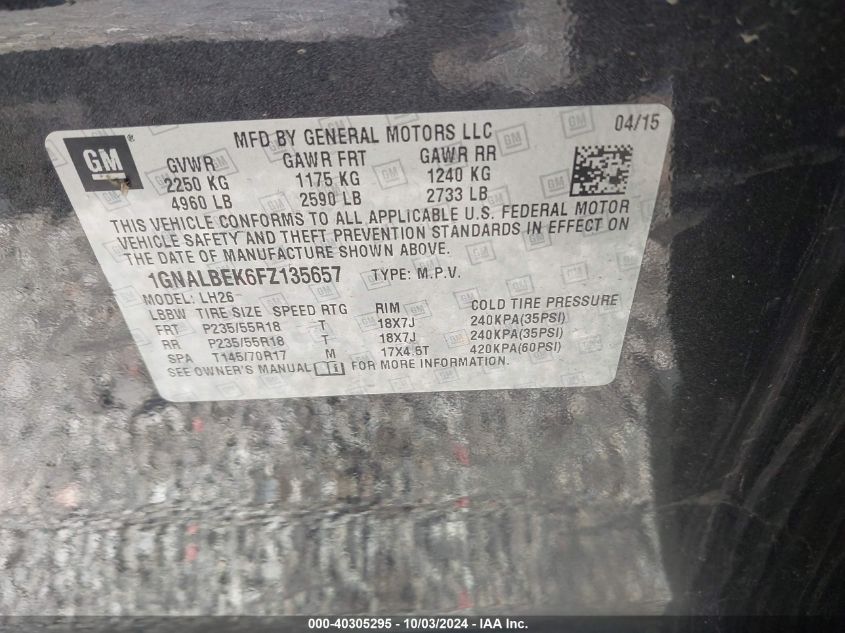 GM
MFD BY GENERAL MOTORS LLC 04/15
GVWR GAWR FRT GAWR RR
2250 KG 1175 KG 1240 KG
4960 LB 2590 LB 2733 LB
THIS VEHICLE CONFORMS TO ALL APPLICABLE U.S. FEDERAL MOTOR
VEHICLE SAFETY AND THEFT PREVENTION STANDARDS IN EFFECT ON
THE DATE OF MANUFACTURE SHOWN ABOVE.
1GNALBEK6FZ135657 TYPE: M.P.V.
MODEL: LH26
LBBW TIRE SIZE SPEED RTG RIM COLD TIRE PRESSURE
FRT P235/55R18 T 18X7J 240KPA(35PSI)
RR P235/55R18 T 18X7J 240KPA(35PSI)
SPA T145/70R17 M 17X4.5T 420KPA(60PSI)
SEE OWNER'S MANUAL FOR MORE INFORMATION.
000-40305295 - 10/03/2024 - IAA Inc.